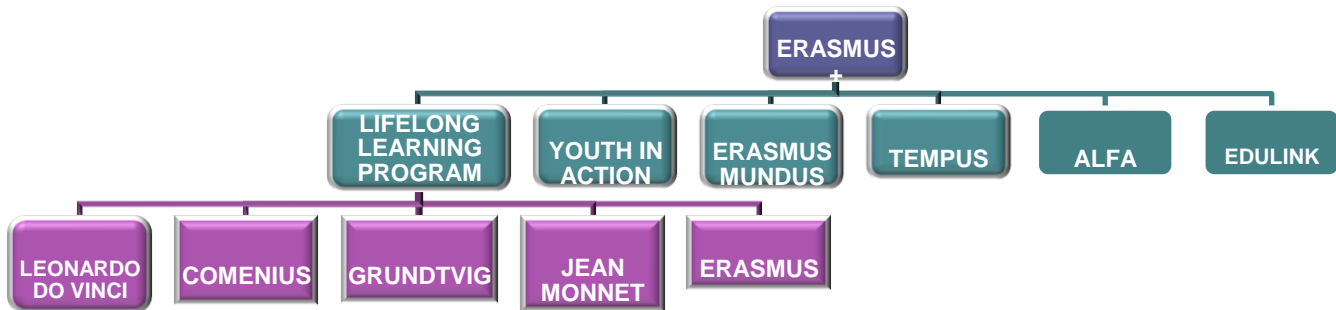 ERASMUS
+
LIFELONG
LEARNING
PROGRAM
YOUTH IN
ACTION
ERASMUS
MUNDUS
TEMPUS
ALFA
EDULINK
LEONARDO
DO VINCI
COMENIUS
GRUNDTVIG
JEAN
MONNET
ERASMUS